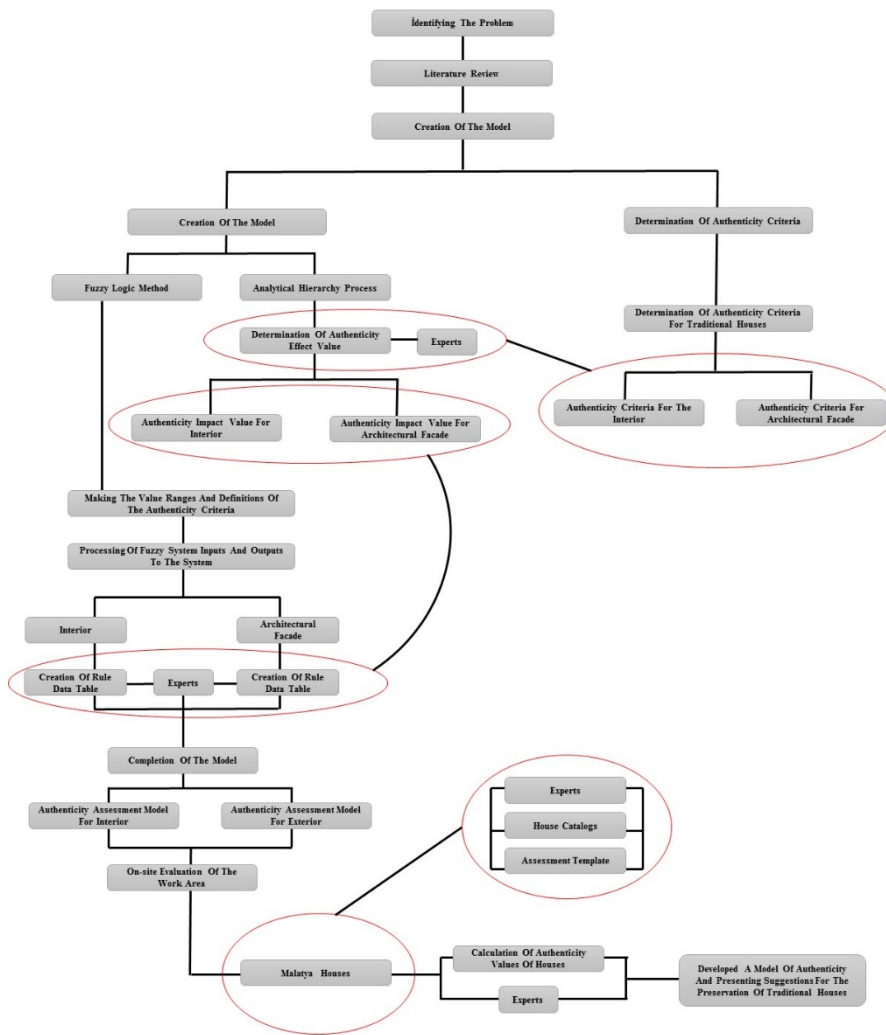 İdentifying The Problem
Literature Review
Creation Of The Model
Creation Of The Model
Determination Of Authenticity Criteria
Fuzzy Logic Method
Analytical Hierarchy Process
Determination Of Authenticity Criteria
For Traditional Houses
Determination Of Authenticity
Effect Value
Experts
Authenticity Impact Value For
Interior
Authenticity Impact Value For
Architectural Facade
Authenticity Criteria For The
Interior
Authenticity Criteria For
Architectural Facade
Making The Value Ranges And Definitions Of
The Authenticity Criteria
Processing Of Fuzzy System Inputs And Outputs
To The System
Interior
Architectural
Facade
Creation Of Rule
Data Table
Experts
Creation Of Rule
Data Table
Completion Of The Model
Authenticity Assessment Model
For Interior
Authenticity Assessment Model
For Exterior
On-site Evaluation Of The
Work Area
Experts
House Catalogs
Assessment Template
Malatya Houses
Calculation Of Authenticity
Values Of Houses
Experts
Developed A Model Of Authenticity
And Presenting Suggestions For The
Preservation Of Traditional Houses